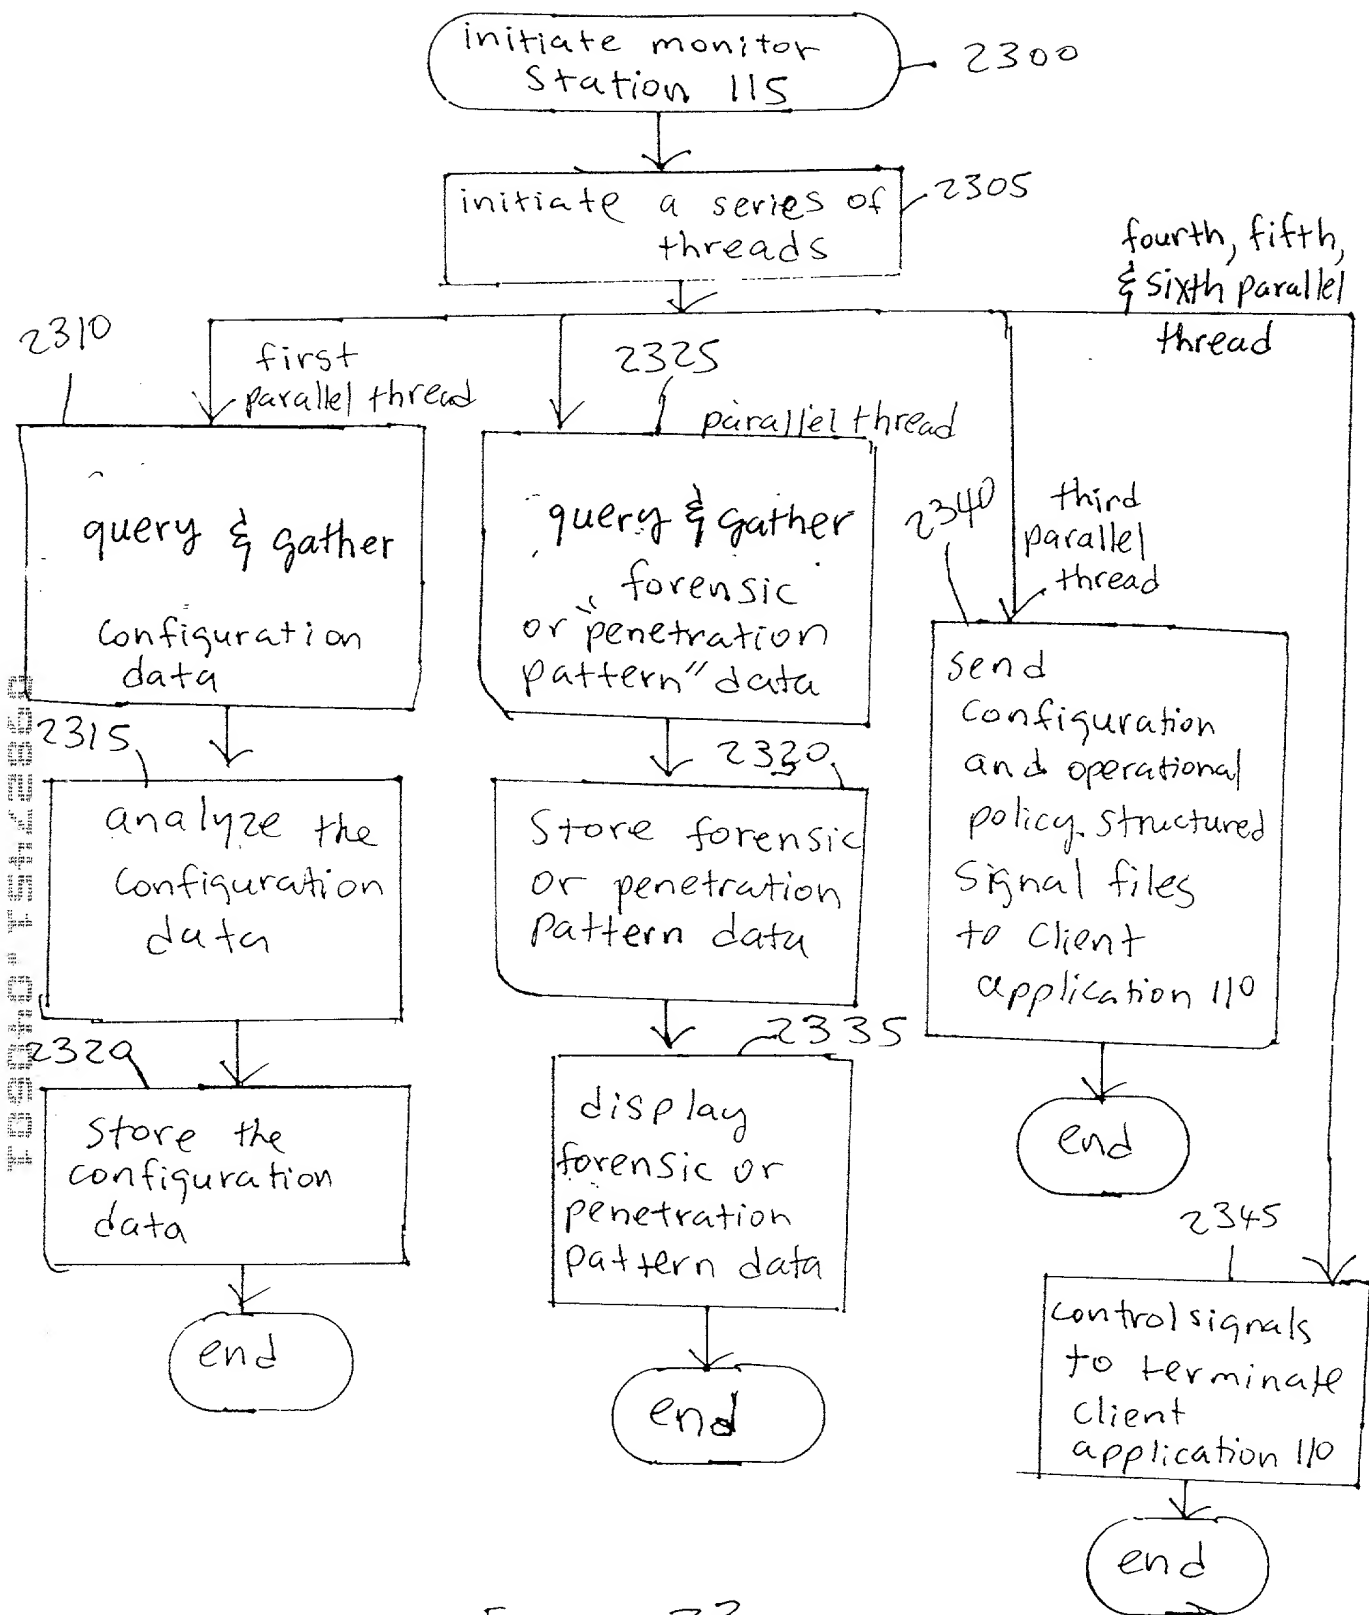 initiate monitor
Station 115
2300
initiate a series of
threads
2305
fourth, fifth,
& sixth parallel
thread
2310
first
parallel thread
2325
parallel thread
2340
third
parallel
thread
query & gather
configuration
data
query & gather
forensic
or "penetration
pattern" data
send
configuration
and operational
policy structured
signal files
to client
application 110
2315
analyze the
configuration
data
Store forensic
or penetration
pattern data
2320
Store the
configuration
data
end
2335
display
forensic or
penetration
pattern data
end
end
2345
control signals
to terminate
client
application 110
end